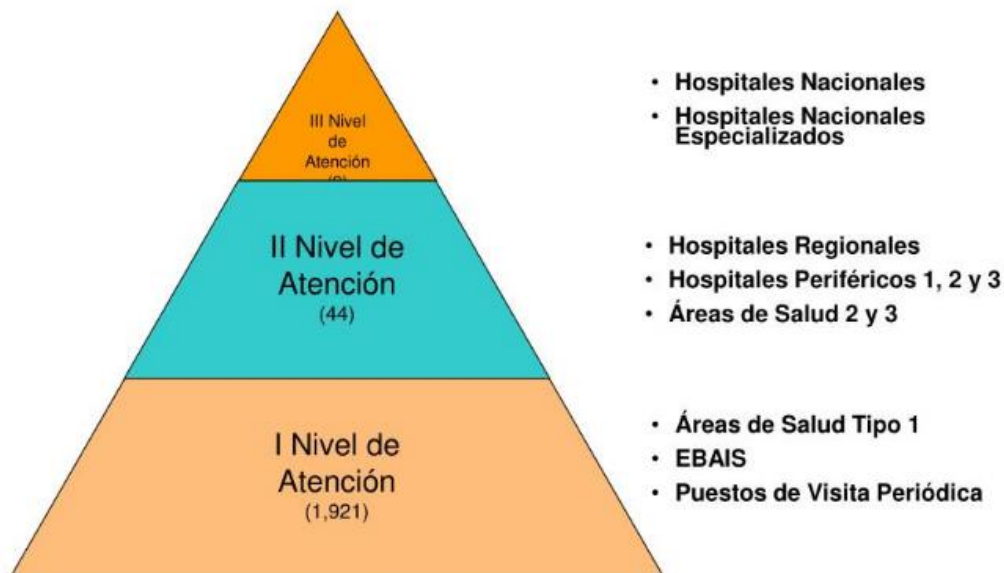 III Nivel
de
Atención
• Hospitales Nacionales
• Hospitales Nacionales
Especializados
II Nivel de
Atención
(44)
• Hospitales Regionales
• Hospitales Periféricos 1, 2 y 3
• Áreas de Salud 2 y 3
I Nivel de
Atención
(1,921)
• Áreas de Salud Tipo 1
• EBAIS
• Puestos de Visita Periódica